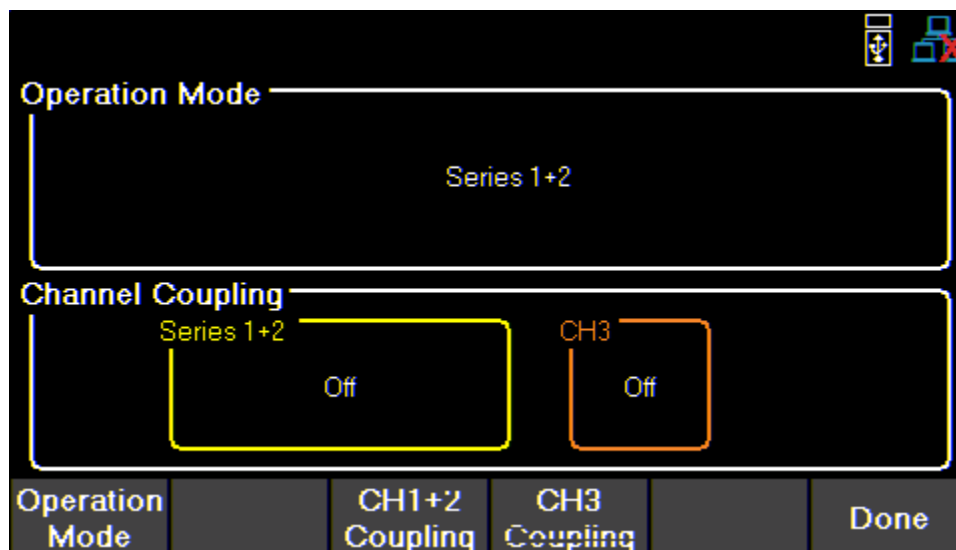 Operation Mode
Series 1+2
Channel Coupling
Series 1+2
CH3
Off
Off
Operation
Mode
CH1+2
Coupling
CH3
Coupling
Done